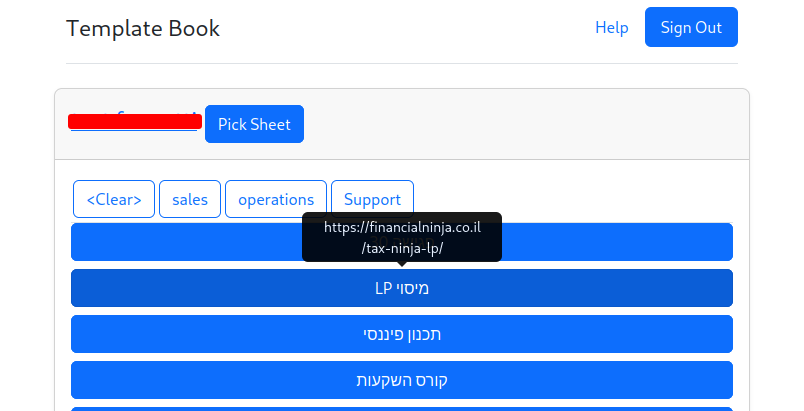 Template Book
Help
Sign Out
Pick Sheet
<Clear>
sales
operations
Support
https://financialninja.co.il
/tax-ninja-lp/
מיסוי LP
תכנון פיננסי
קורס השקעות